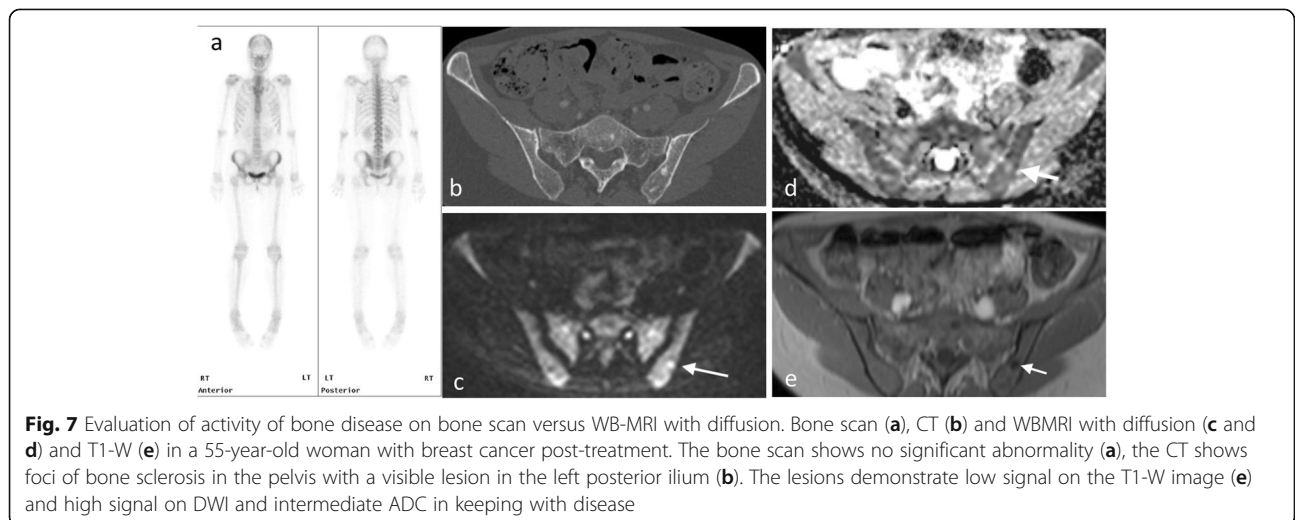 a
b
c
d
e
RT
LT
LT
RT
Anterior
Posterior
Fig. 7 Evaluation of activity of bone disease on bone scan versus WB-MRI with diffusion. Bone scan (a), CT (b) and WBMRI with diffusion (c and
d) and T1-W (e) in a 55-year-old woman with breast cancer post-treatment. The bone scan shows no significant abnormality (a), the CT shows
foci of bone sclerosis in the pelvis with a visible lesion in the left posterior ilium (b). The lesions demonstrate low signal on the T1-W image (e)
and high signal on DWI and intermediate ADC in keeping with disease